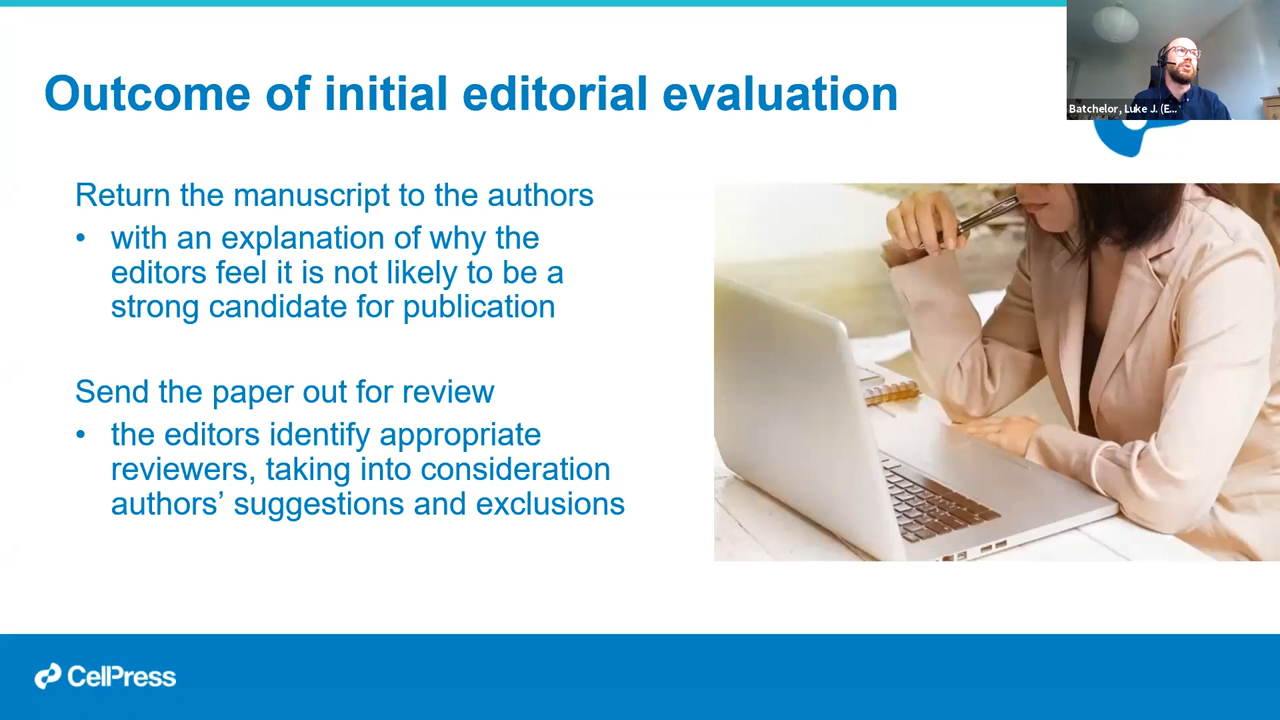 Outcome of initial editorial evaluation
Batchelor, Luke J. (E...
Return the manuscript to the authors
• with an explanation of why the
editors feel it is not likely to be a
strong candidate for publication
Send the paper out for review
• the editors identify appropriate
reviewers, taking into consideration
authors’ suggestions and exclusions
CellPress